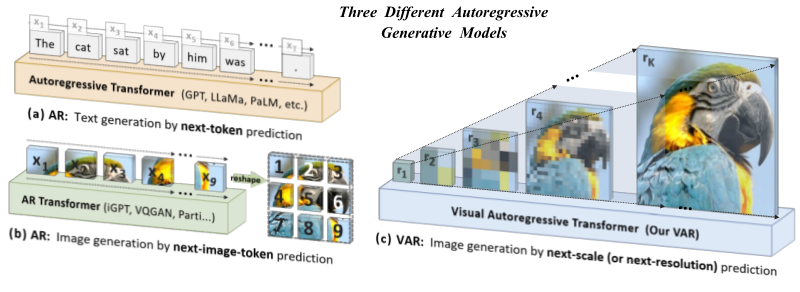 Three Different Autoregressive
Generative Models
x1 x2 x3 x4 x5 x6 ... xT
The cat sat by him was ... .
Autoregressive Transformer (GPT, LLaMa, PaLM, etc.)
(a) AR: Text generation by next-token prediction
x1 x2 x3 x4 ... x9
reshape
1 2 3
4 5 6
7 8 9
AR Transformer (iGPT, VQGAN, Parti...)
(b) AR: Image generation by next-image-token prediction
r1 r2 r3 r4 ... rK
Visual Autoregressive Transformer (Our VAR)
(c) VAR: Image generation by next-scale (or next-resolution) prediction